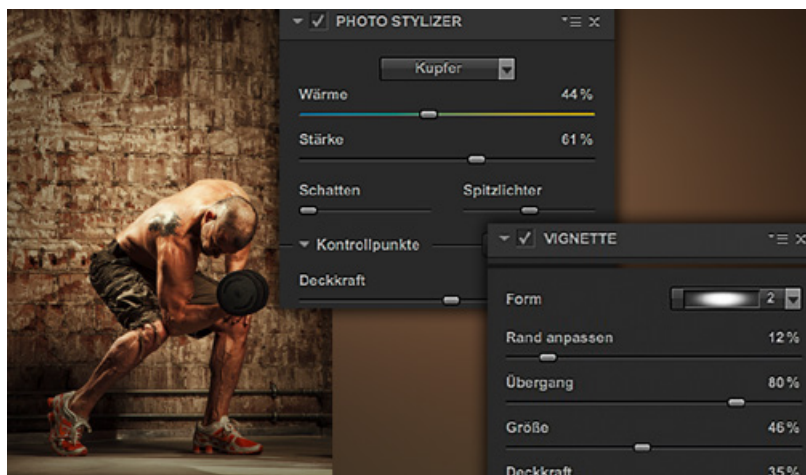 PHOTO STYLIZER
Kupfer
Wärme 44 %
Stärke 61 %
Schatten Spitzlichter
Kontrollpunkte
Deckkraft
VIGNETTE
Form 2
Rand anpassen 12 %
Übergang 80 %
Größe 46 %
Deckkraft 35 %